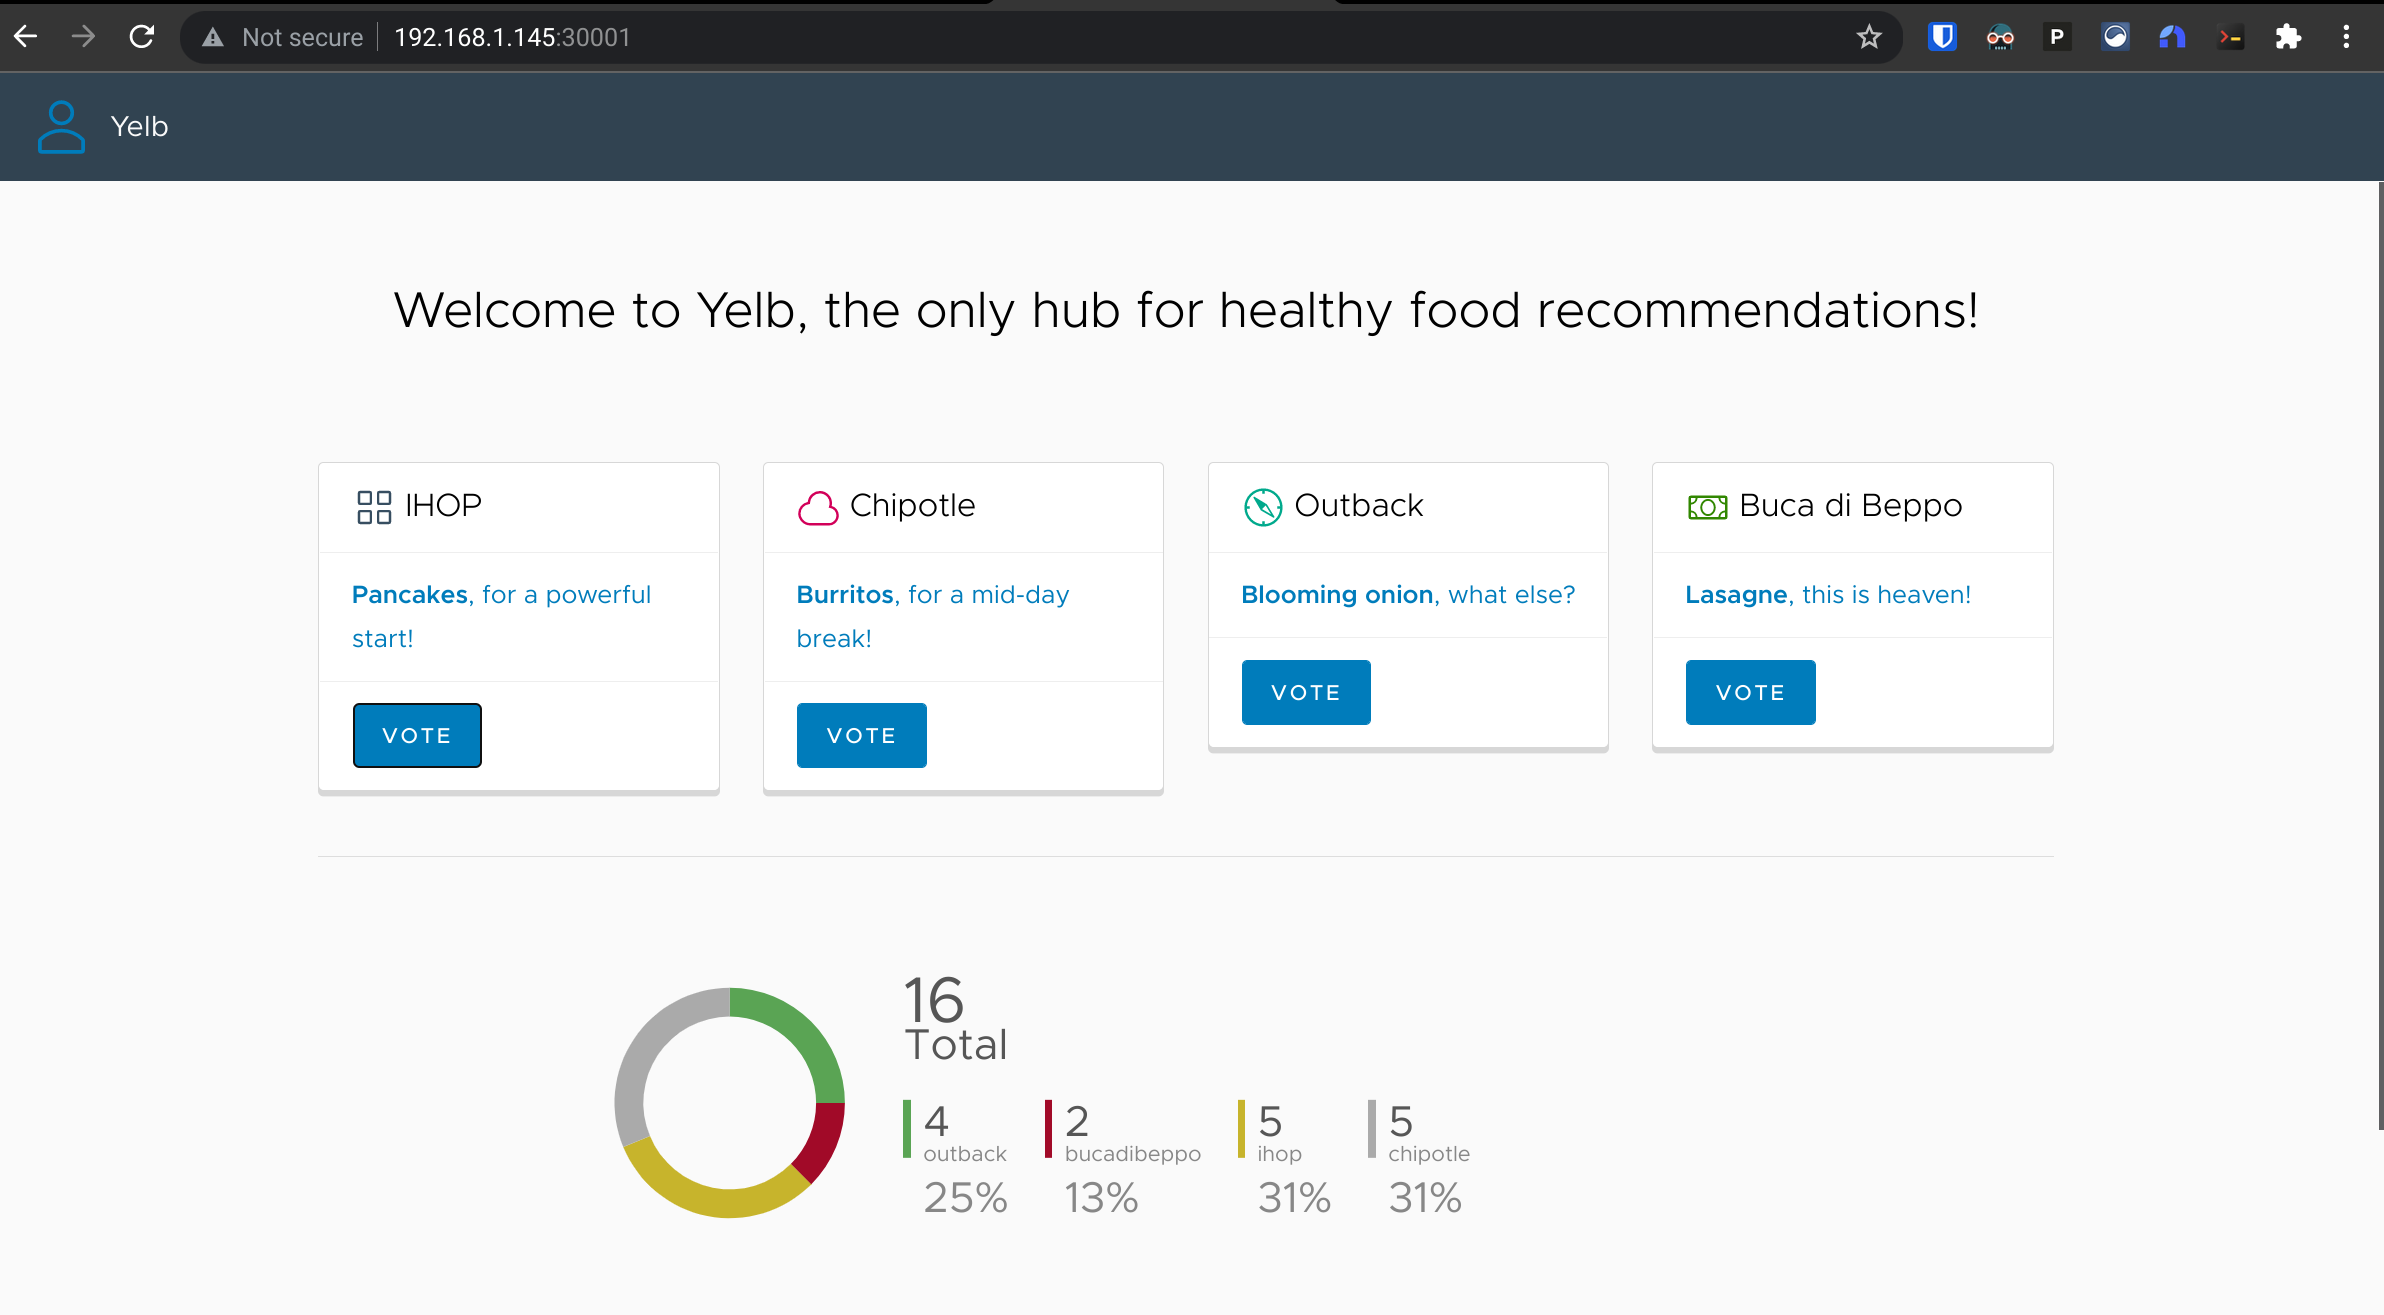 Not secure 192.168.1.145:30001
P
Yelb
Welcome to Yelb, the only hub for healthy food recommendations!
IHOP
Pancakes, for a powerful
start!
VOTE
Chipotle
Burritos, for a mid-day
break!
VOTE
Outback
Blooming onion, what else?
VOTE
Buca di Beppo
Lasagne, this is heaven!
VOTE
16
Total
4
outback
25%
2
bucadibeppo
13%
5
ihop
31%
5
chipotle
31%